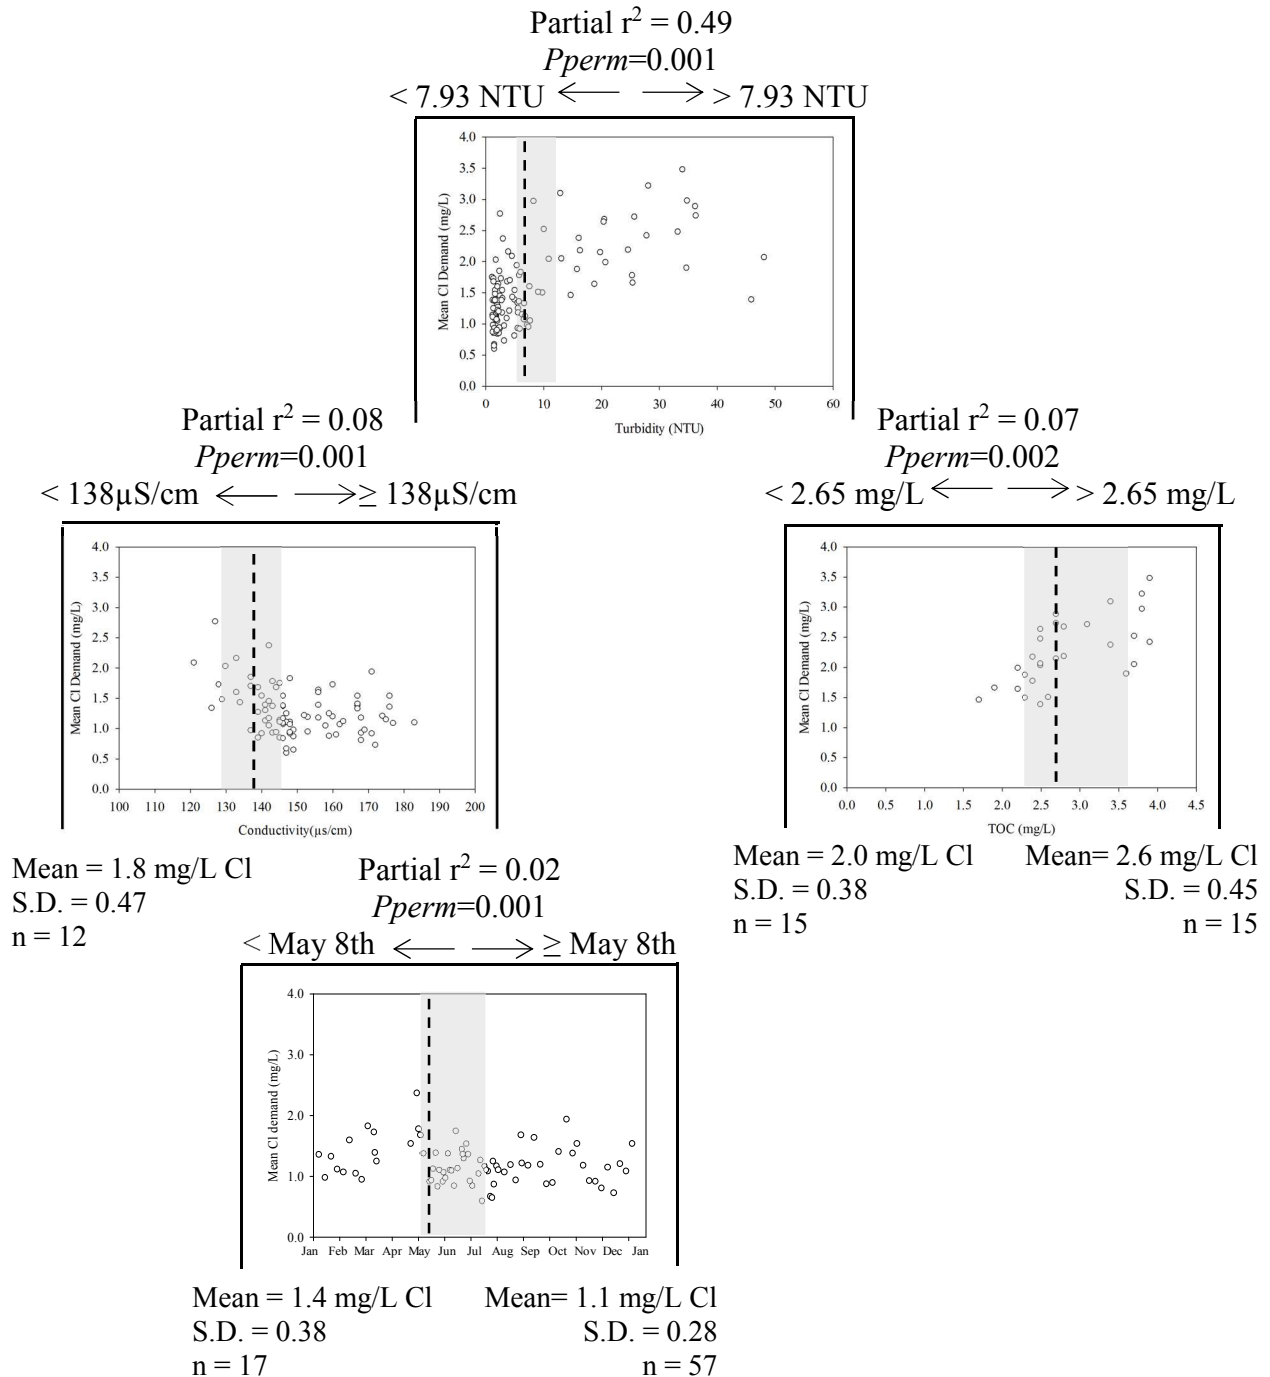 Partial r² = 0.49
Pperm=0.001
< 7.93 NTU ← → > 7.93 NTU
4.0
3.5
3.0
2.5
2.0
1.5
1.0
0.5
0.0
Mean Cl Demand (mg/L)
0 10 20 30 40 50 60
Turbidity (NTU)
Partial r² = 0.08
Pperm=0.001
< 138µS/cm ← → ≥ 138µS/cm
4.0
3.5
3.0
2.5
2.0
1.5
1.0
0.5
0.0
Mean Cl Demand (mg/L)
100 110 120 130 140 150 160 170 180 190 200
Conductivity(µs/cm)
Partial r² = 0.07
Pperm=0.002
< 2.65 mg/L ← → > 2.65 mg/L
4.0
3.5
3.0
2.5
2.0
1.5
1.0
0.5
0.0
Mean Cl Demand (mg/L)
0.0 0.5 1.0 1.5 2.0 2.5 3.0 3.5 4.0 4.5
TOC (mg/L)
Mean = 1.8 mg/L Cl
S.D. = 0.47
n = 12
Partial r² = 0.02
Pperm=0.001
< May 8th ← → ≥ May 8th
Mean = 2.0 mg/L Cl
S.D. = 0.38
n = 15
Mean= 2.6 mg/L Cl
S.D. = 0.45
n = 15
4.0
3.0
2.0
1.0
0.0
Mean Cl demand (mg/L)
Jan Feb Mar Apr May Jun Jul Aug Sep Oct Nov Dec Jan
Mean = 1.4 mg/L Cl
S.D. = 0.38
n = 17
Mean= 1.1 mg/L Cl
S.D. = 0.28
n = 57